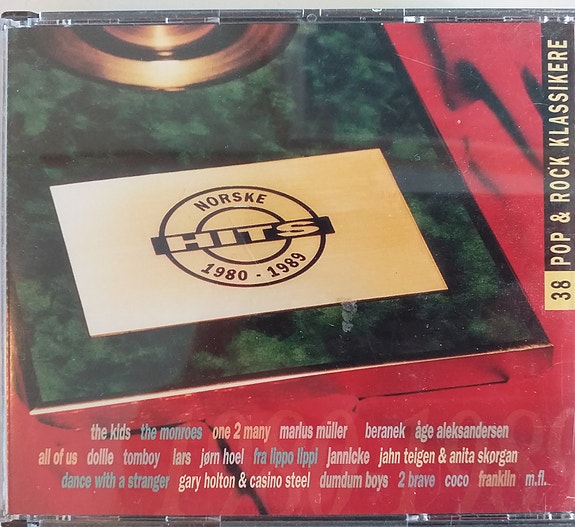 38 POP & ROCK KLASSIKERE
NORSKE
HITS
1980 - 1989
the kids the monroes one 2 many marius müller beranek åge aleksandersen
all of us dollie tomboy lars jørn hoel fra lippo lippi jannicke jahn teigen & anita skorgan
dance with a stranger gary holton & casino steel dumdum boys 2 brave coco franklin m.fl.